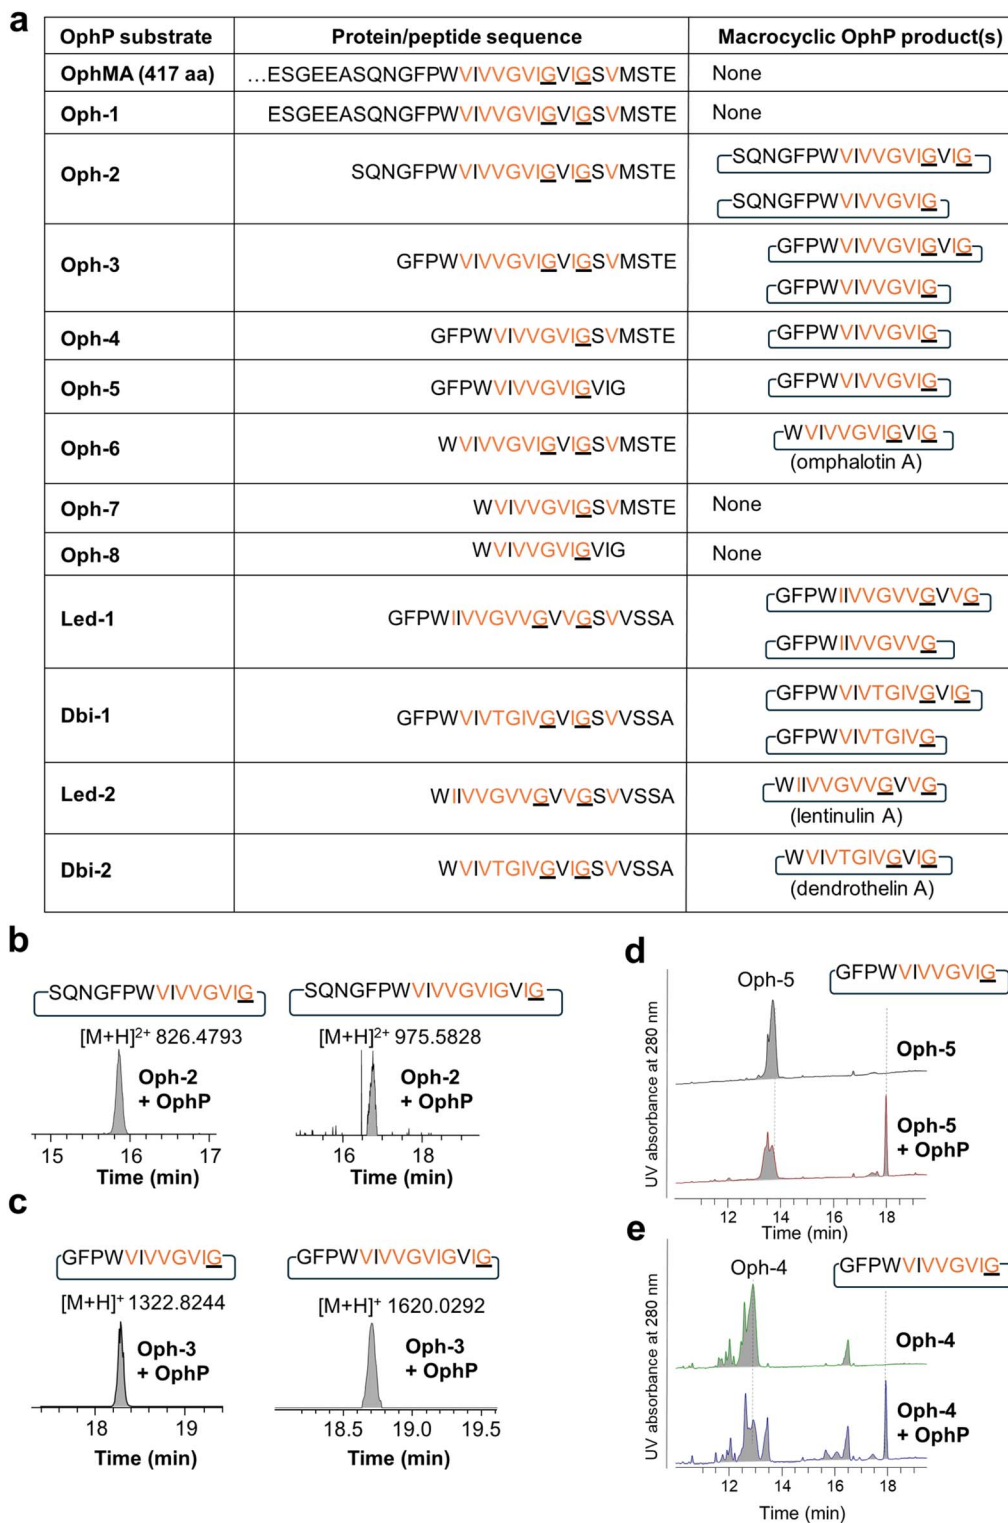 a
OphP substrate Protein/peptide sequence Macrocyclic OphP product(s)
OphMA (417 aa) ...ESGEEASQNGFPWVIVVGVIGVIGSVMSTE None
Oph-1 ESGEEASQNGFPWVIVVGVIGVIGSVMSTE None
Oph-2 SQNGFPWVIVVGVIGVIGSVMSTE SQNGFPWVIVVGVIGVIG
SQNGFPWVIVVGVIG
Oph-3 GFPWVIVVGVIGVIGSVMSTE GFPWVIVVGVIGVIG
GFPWVIVVGVIG
Oph-4 GFPWVIVVGVIGSVMSTE GFPWVIVVGVIG
Oph-5 GFPWVIVVGVIGVIG GFPWVIVVGVIG
Oph-6 WVIVVGVIGVIGSVMSTE WVIVVGVIGVIG
(omphalotin A)
Oph-7 WVIVVGVIGSVMSTE None
Oph-8 WVIVVGVIGVIG None
Led-1 GFPWIIVVGVVGVVGSVVSSA GFPWIIVVGVVGVVG
GFPWIIVVGVVG
Dbi-1 GFPWVIVTGIVGVIGSVVSSA GFPWVIVTGIVGVIG
GFPWVIVTGIVG
Led-2 WIIVVGVVGVVGSVVSSA WIIVVGVVGVVG
(lentinulin A)
Dbi-2 WVIVTGIVGVIGSVVSSA WVIVTGIVGVIG
(dendrothelin A)
b
SQNGFPWVIVVGVIG SQNGFPWVIVVGVIGVIG
[M+H]²⁺ 826.4793 [M+H]²⁺ 975.5828
Oph-2 Oph-2
+ OphP + OphP
15 16 17 16 18
Time (min) Time (min)
c
GFPWVIVVGVIG GFPWVIVVGVIGVIG
[M+H]⁺ 1322.8244 [M+H]⁺ 1620.0292
Oph-3 Oph-3
+ OphP + OphP
18 19 18.5 19.0 19.5
Time (min) Time (min)
d
Oph-5 GFPWVIVVGVIG
UV absorbance at 280 nm
Oph-5
Oph-5
+ OphP
12 14 16 18
Time (min)
e
Oph-4 GFPWVIVVGVIG
UV absorbance at 280 nm
Oph-4
Oph-4
+ OphP
12 14 16 18
Time (min)